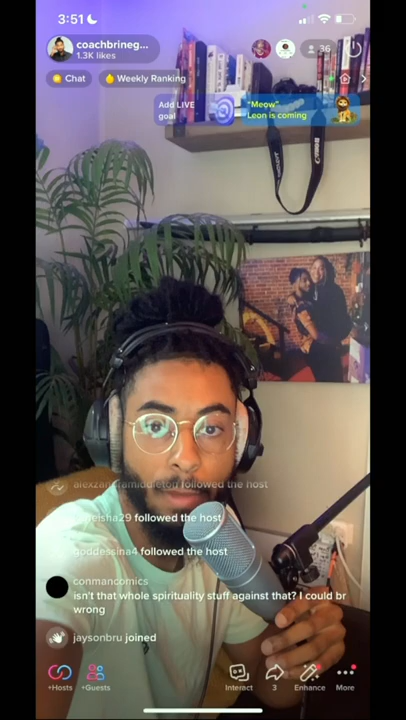 3:51
coachbrineg...
1.3K likes
36
Chat
Weekly Ranking
Add LIVE
goal
"Meow"
Leon is coming
followed the host
followed the host
goddessina4 followed the host
conmancomics
isn't that whole spirituality stuff against that? I could br
wrong
jaysonbru joined
+Hosts
+Guests
Interact
3
Enhance
More